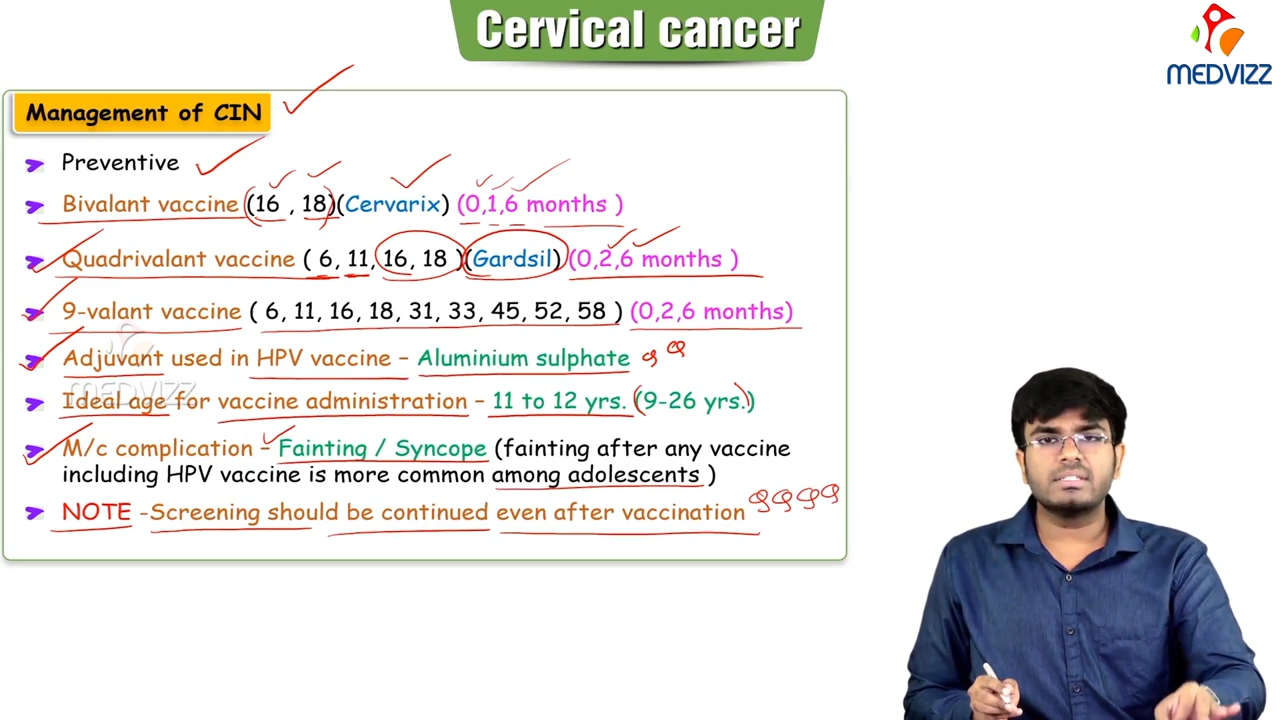 Cervical cancer
MEDVIZZ
Management of CIN
Preventive
Bivalant vaccine (16 , 18)(Cervarix) (0,1,6 months )
Quadrivalant vaccine ( 6, 11, 16, 18 )(Gardsil) (0,2,6 months )
9-valant vaccine ( 6, 11, 16, 18, 31, 33, 45, 52, 58 ) (0,2,6 months)
Adjuvant used in HPV vaccine – Aluminium sulphate
MEDVIZZ
Ideal age for vaccine administration – 11 to 12 yrs. (9-26 yrs.)
M/c complication – Fainting / Syncope (fainting after any vaccine
including HPV vaccine is more common among adolescents )
NOTE -Screening should be continued even after vaccination